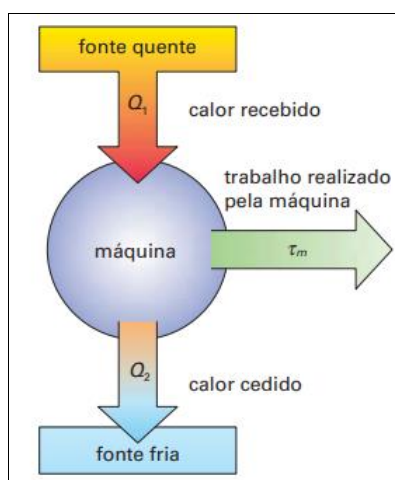 fonte quente
Q₁
calor recebido
trabalho realizado
pela máquina
máquina
τₘ
Q₂
calor cedido
fonte fria